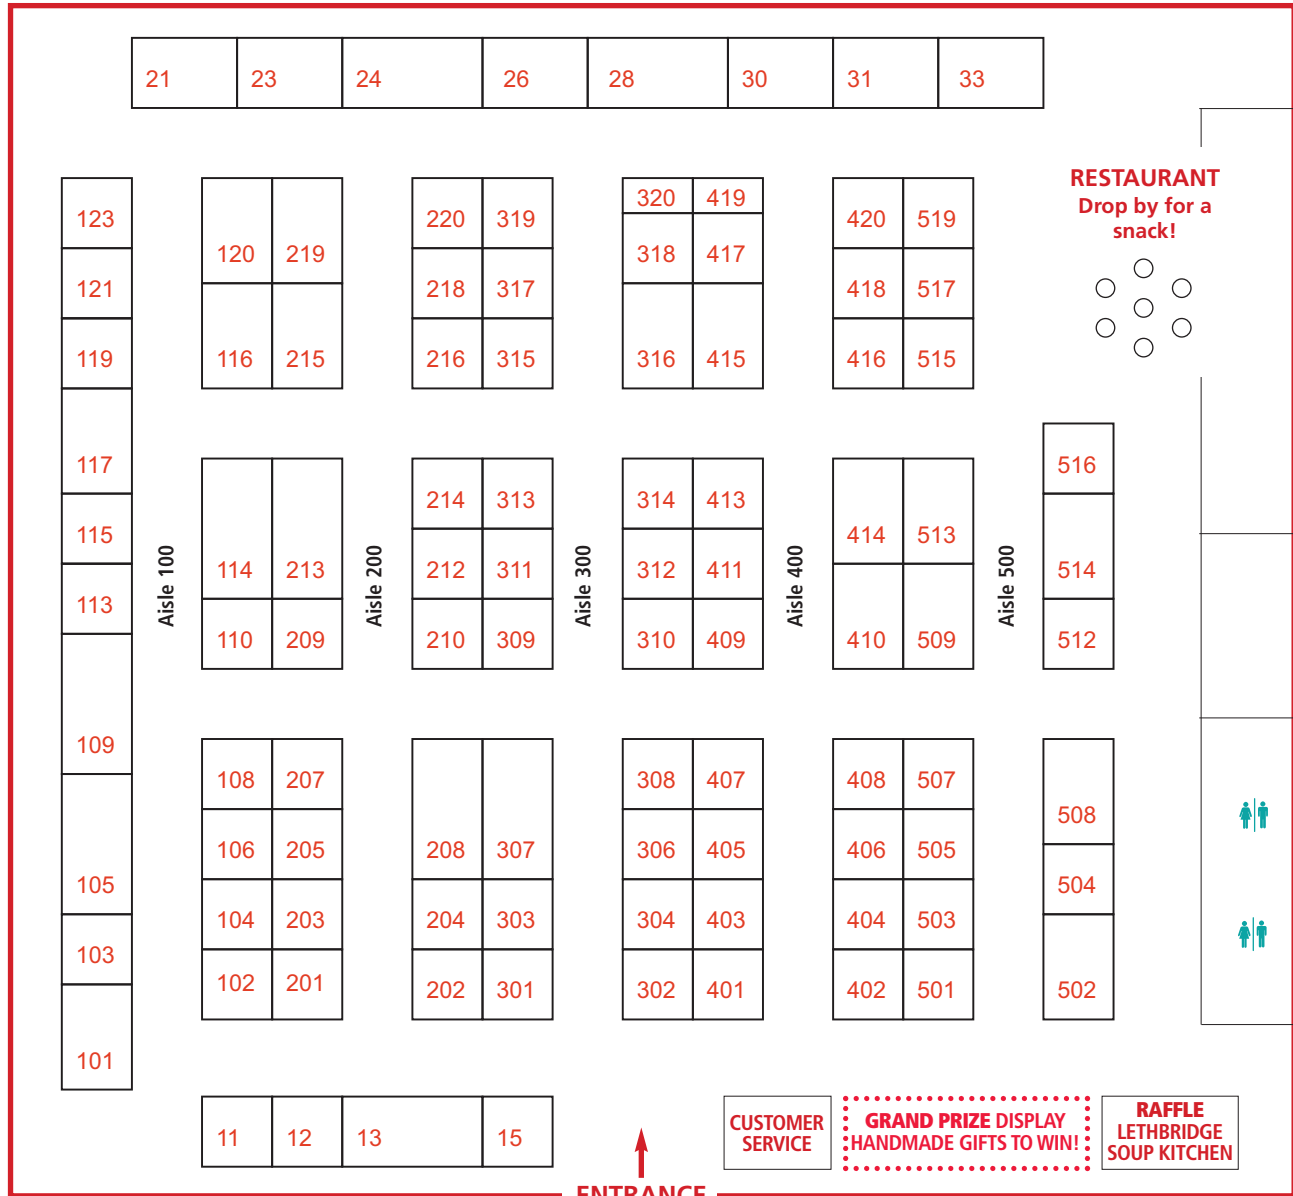 21 23 24 26 28 30 31 33
RESTAURANT
Drop by for a
snack!
123 220 319 320 419 420 519
120 219 318 417
121 218 317 418 517
119 116 215 216 315 316 415 416 515
117 516
214 313 314 413
115 414 513
114 213 212 311 312 411 514
Aisle 100 Aisle 200 Aisle 300 Aisle 400 Aisle 500
113
110 209 210 309 310 409 410 509 512
109
108 207 308 407 408 507
508
106 205 208 307 306 405 406 505
105 504
104 203 204 303 304 403 404 503
103
102 201 202 301 302 401 402 501 502
101
11 12 13 15
CUSTOMER
SERVICE
GRAND PRIZE DISPLAY
HANDMADE GIFTS TO WIN!
RAFFLE
LETHBRIDGE
SOUP KITCHEN
ENTRANCE